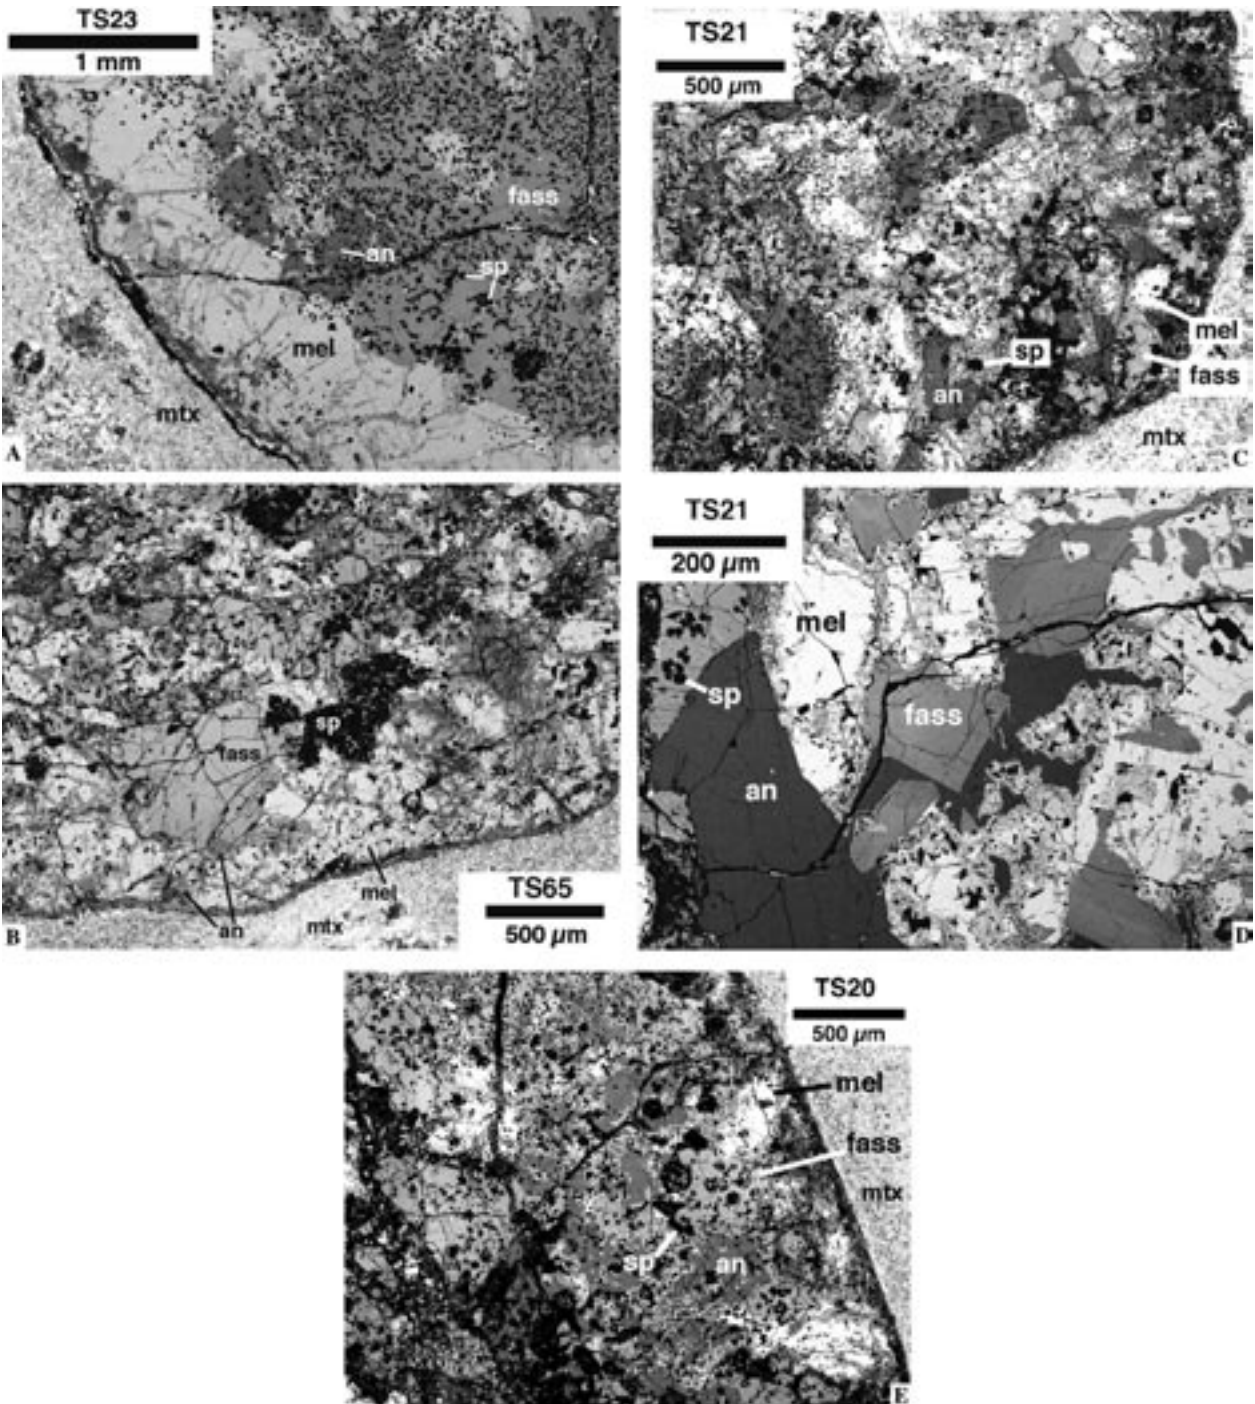 TS23
1 mm
fass
an
sp
mel
mtx
A
TS21
500 µm
mel
sp
fass
an
mtx
C
sp
fass
mel
an
mtx
TS65
500 µm
B
TS21
200 µm
mel
sp
fass
an
D
TS20
500 µm
mel
fass
mtx
sp
an
E